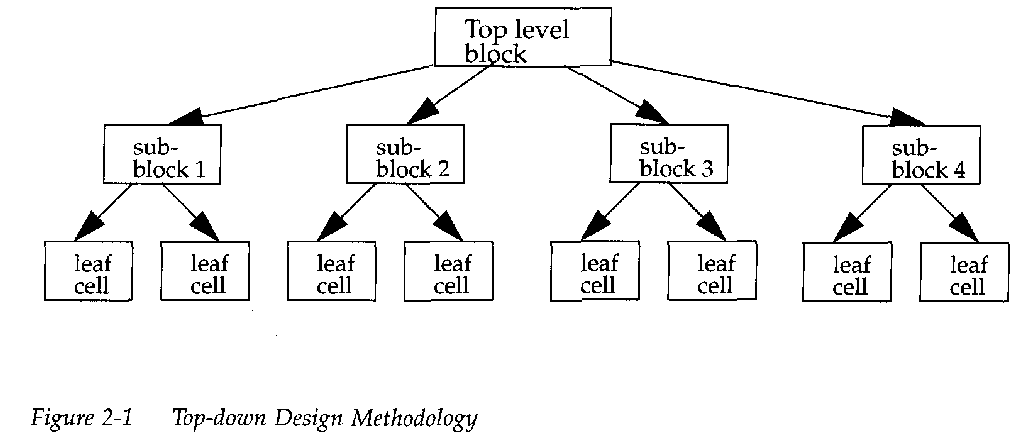 Top level
block
sub-
block 1
sub-
block 2
sub-
block 3
sub-
block 4
leaf
cell
leaf
cell
leaf
cell
leaf
cell
leaf
cell
leaf
cell
leaf
cell
leaf
cell
Figure 2-1 Top-down Design Methodology